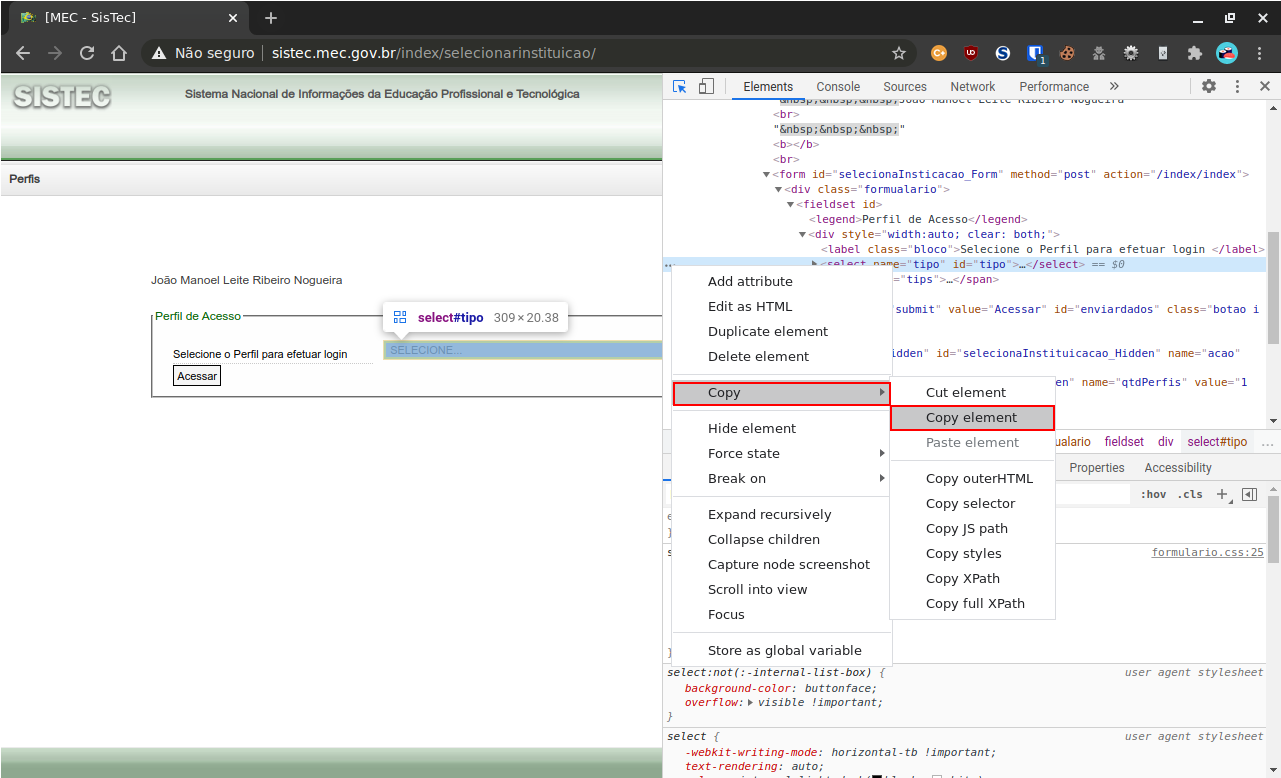 [MEC - SisTec]
Não seguro
sistec.mec.gov.br/index/selecionarinstituicao/
1
SISTEC
Sistema Nacional de Informações da Educação Profissional e Tecnológica
Perfis
João Manoel Leite Ribeiro Nogueira
Perfil de Acesso
select#tipo 309 × 20.38
Selecione o Perfil para efetuar login
SELECIONE...
Acessar
Elements Console Sources Network Performance »
&nbsp;&nbsp;&nbsp;João Manoel Leite Ribeiro Nogueira
<br>
"&nbsp;&nbsp;&nbsp;"
<b></b>
<br>
<form id="selecionaInsticacao_Form" method="post" action="/index/index">
<div class="formualario">
<fieldset id>
<legend>Perfil de Acesso</legend>
<div style="width:auto; clear: both;">
<label class="bloco">Selecione o Perfil para efetuar login </label>
<select name="tipo" id="tipo">…</select> == $0
="tips">…</span>
submit" value="Acessar" id="enviardados" class="botao i
idden" id="selecionaInstituicacao_Hidden" name="acao"
en" name="qtdPerfis" value="1
Add attribute
Edit as HTML
Duplicate element
Delete element
Copy
Hide element
Force state
Break on
Expand recursively
Collapse children
Capture node screenshot
Scroll into view
Focus
Store as global variable
Cut element
Copy element
Paste element
Copy outerHTML
Copy selector
Copy JS path
Copy styles
Copy XPath
Copy full XPath
ualario fieldset div select#tipo ...
Properties Accessibility
:hov .cls +
formulario.css:25
}
select:not(:-internal-list-box) { user agent stylesheet
background-color: buttonface;
overflow: visible !important;
}
select { user agent stylesheet
-webkit-writing-mode: horizontal-tb !important;
text-rendering: auto;